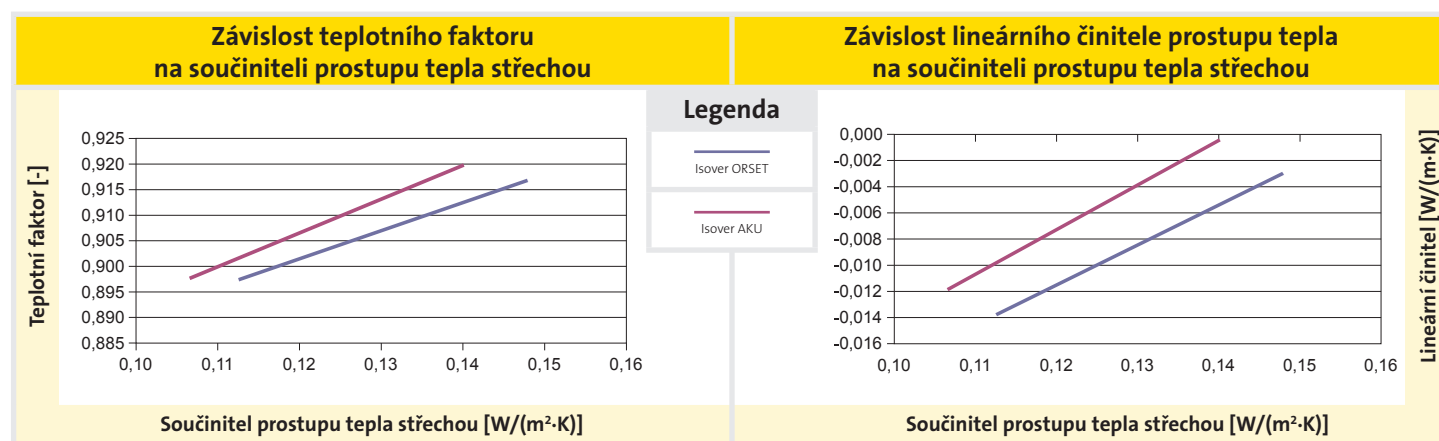 Závislost teplotního faktoru
na součiniteli prostupu tepla střechou
Závislost lineárního činitele prostupu tepla
na součiniteli prostupu tepla střechou
Teplotní faktor [-]
0,925
0,920
0,915
0,910
0,905
0,900
0,895
0,890
0,885
0,10 0,11 0,12 0,13 0,14 0,15 0,16
Součinitel prostupu tepla střechou [W/(m²·K)]
Legenda
Isover ORSET
Isover AKU
0,000
-0,002
-0,004
-0,006
-0,008
-0,010
-0,012
-0,014
-0,016
0,10 0,11 0,12 0,13 0,14 0,15 0,16
Lineární činitel [W/(m·K)]
Součinitel prostupu tepla střechou [W/(m²·K)]